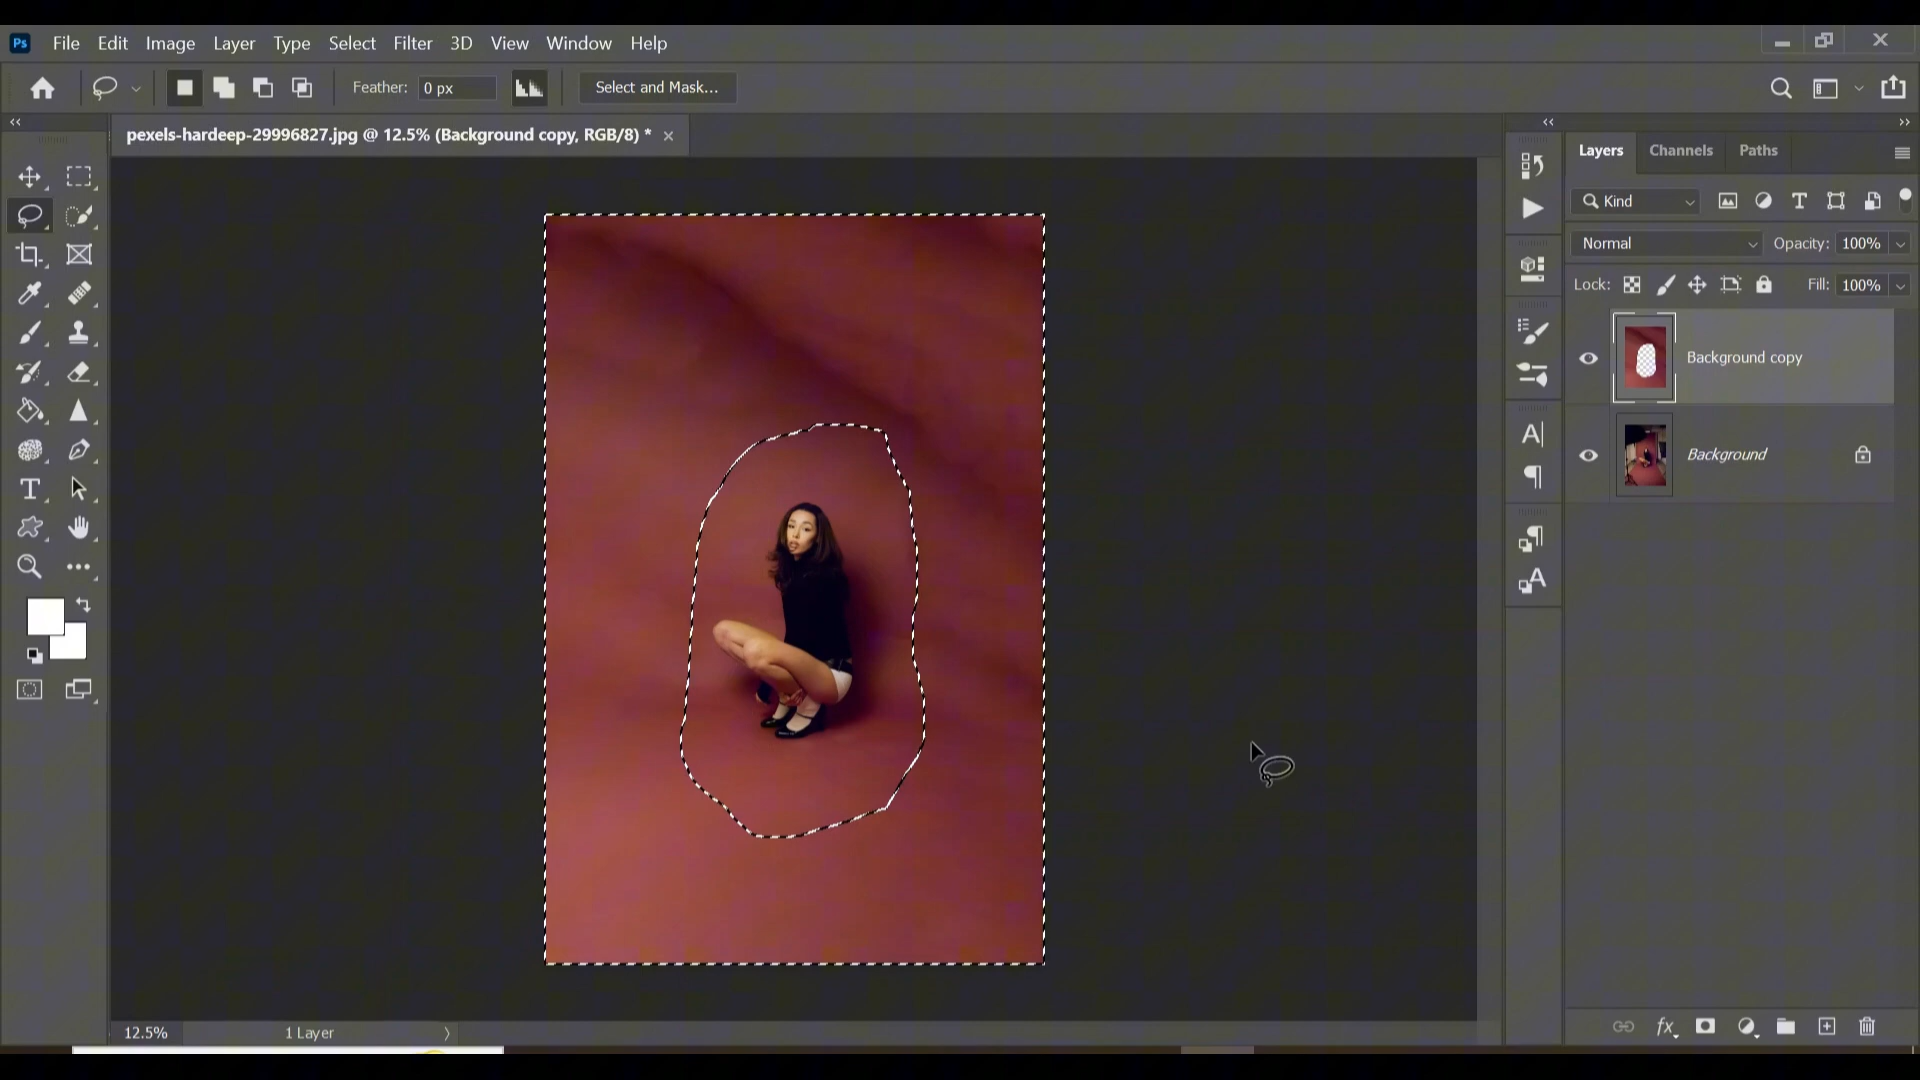 Ps File Edit Image Layer Type Select Filter 3D View Window Help
Feather: 0 px Select and Mask...
pexels-hardeep-29996827.jpg @ 12.5% (Background copy, RGB/8) *
Layers Channels Paths
Kind
Normal Opacity: 100%
Lock: Fill: 100%
Background copy
Background
12.5% 1 Layer